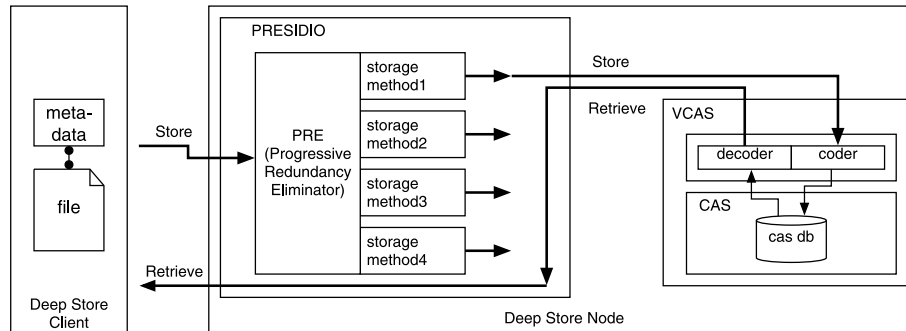 meta-
data
file
Deep Store
Client
Store
Retrieve
PRESIDIO
PRE
(Progressive
Redundancy
Eliminator)
storage
method1
storage
method2
storage
method3
storage
method4
Store
Retrieve
VCAS
decoder
coder
CAS
cas db
Deep Store Node